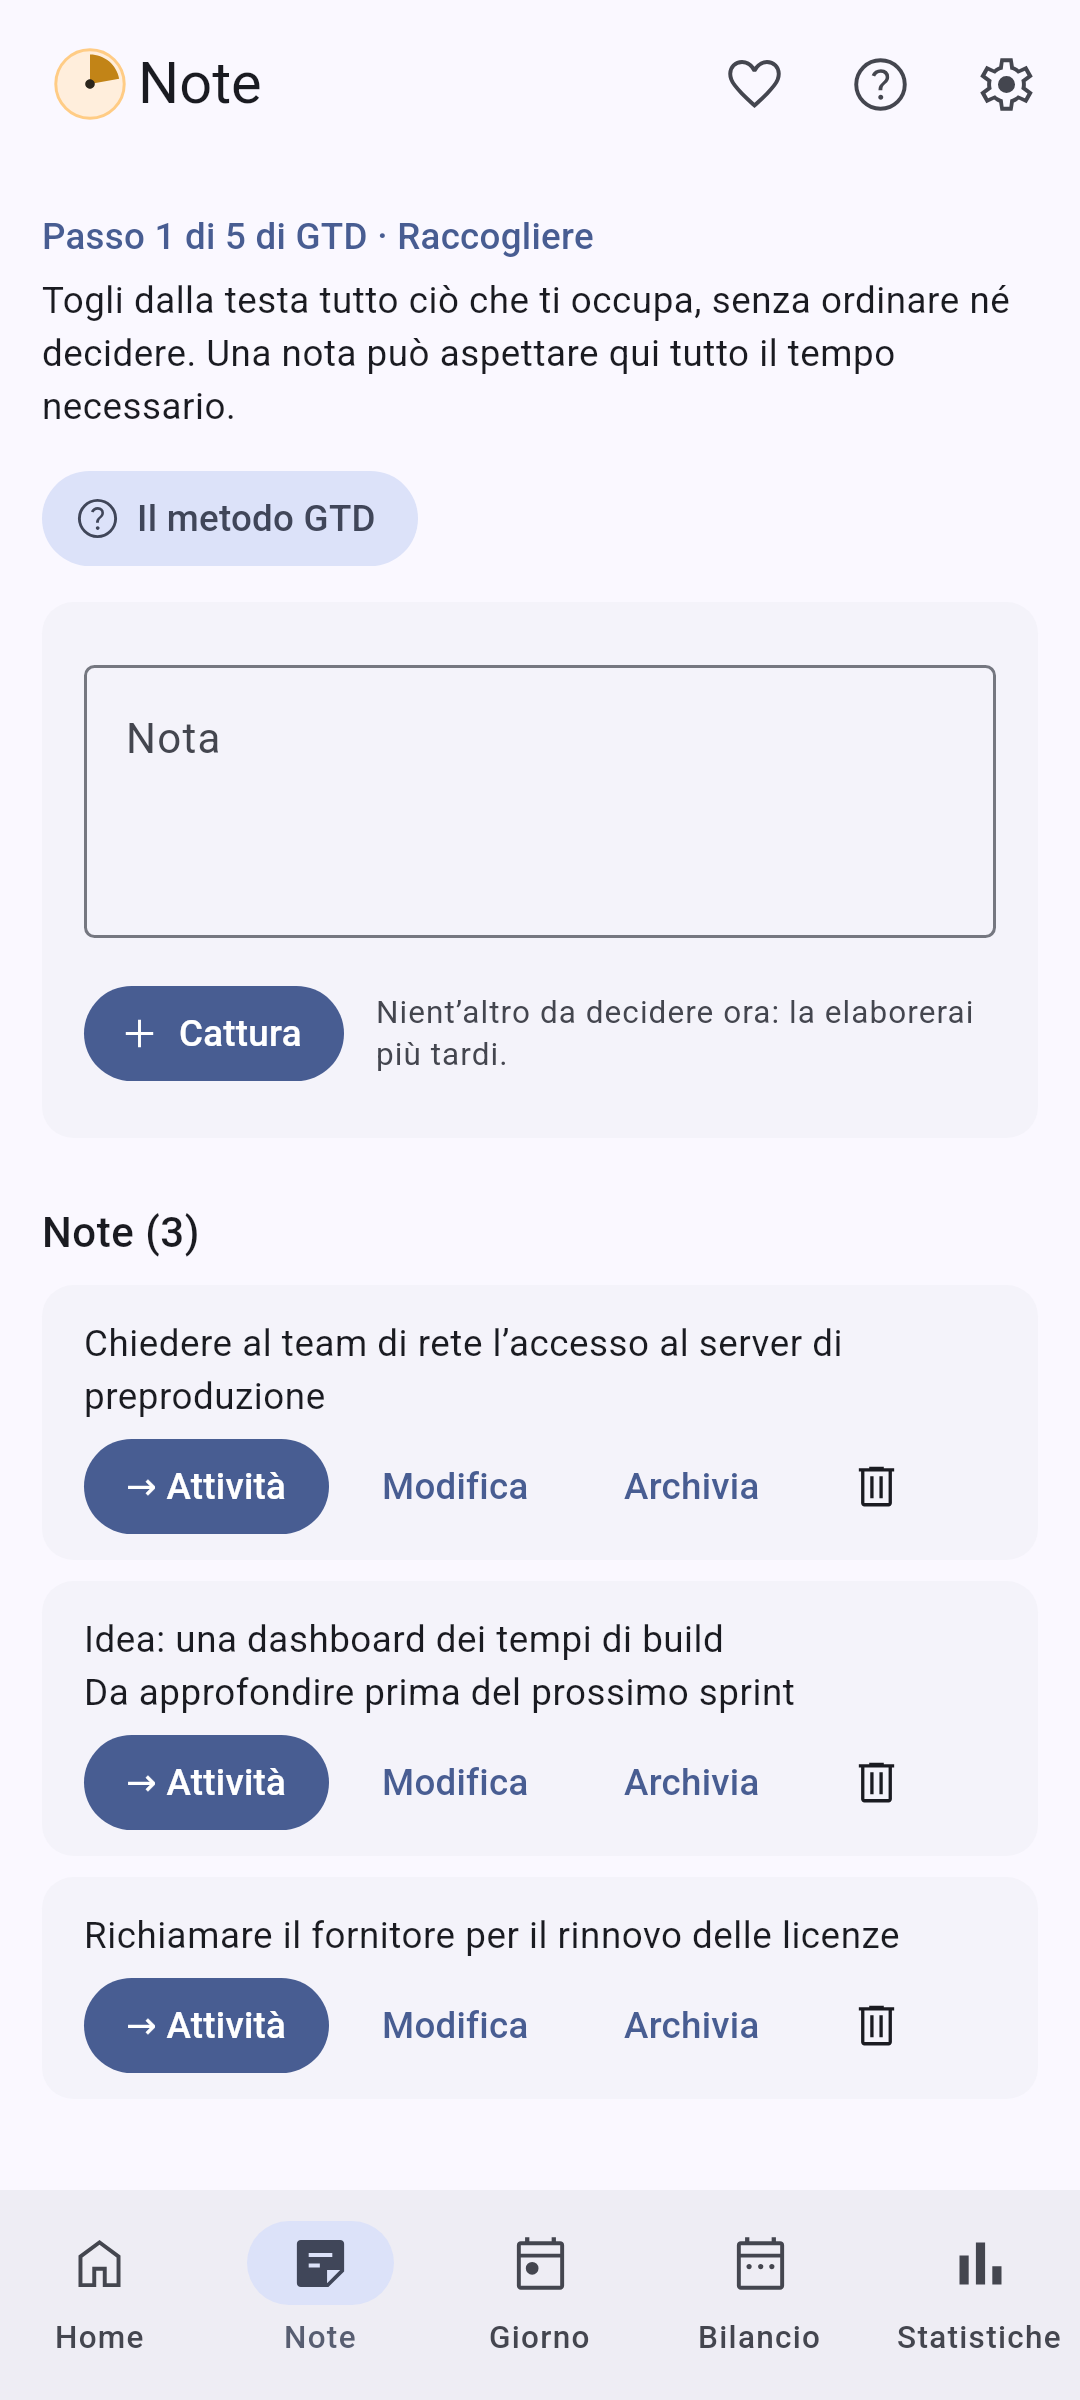 Note
Passo 1 di 5 di GTD · Raccogliere
Togli dalla testa tutto ciò che ti occupa, senza ordinare né
decidere. Una nota può aspettare qui tutto il tempo
necessario.
Il metodo GTD
Nota
Cattura
Nient’altro da decidere ora: la elaborerai
più tardi.
Note (3)
Chiedere al team di rete l’accesso al server di
preproduzione
→ Attività Modifica Archivia
Idea: una dashboard dei tempi di build
Da approfondire prima del prossimo sprint
→ Attività Modifica Archivia
Richiamare il fornitore per il rinnovo delle licenze
→ Attività Modifica Archivia
Home Note Giorno Bilancio Statistiche